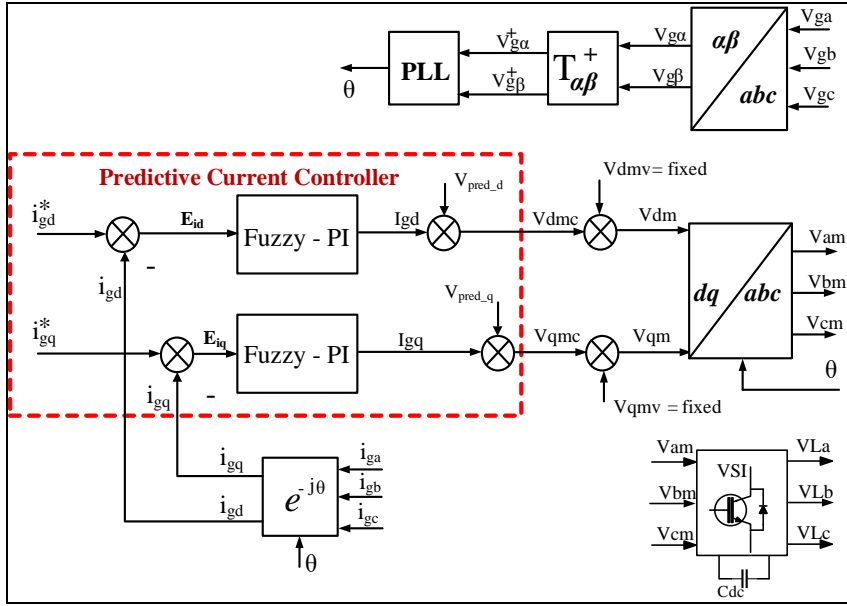 Vga
Vgb
Vgc
αβ
abc
Vgα
Vgβ
T+αβ
V+gα
V+gβ
PLL
θ
Predictive Current Controller
i*gd
Eid
Fuzzy - PI
Igd
Vpred_d
Vdmc
Vdmv= fixed
Vdm
-
igd
i*gq
Eiq
Fuzzy - PI
Igq
Vpred_q
Vqmc
Vqmv = fixed
Vqm
-
igq
dq
abc
Vam
Vbm
Vcm
θ
igq
igd
e-jθ
iga
igb
igc
θ
Vam
Vbm
Vcm
VSI
VLa
VLb
VLc
Cdc